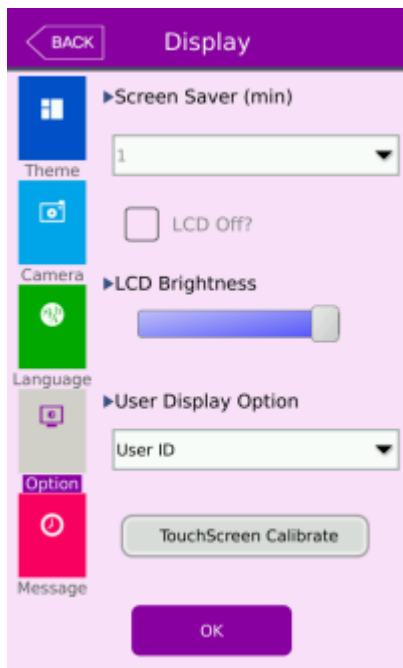 BACK
Display
Theme
Camera
Language
Option
Message
▶Screen Saver (min)
1
LCD Off?
▶LCD Brightness
▶User Display Option
User ID
TouchScreen Calibrate
OK